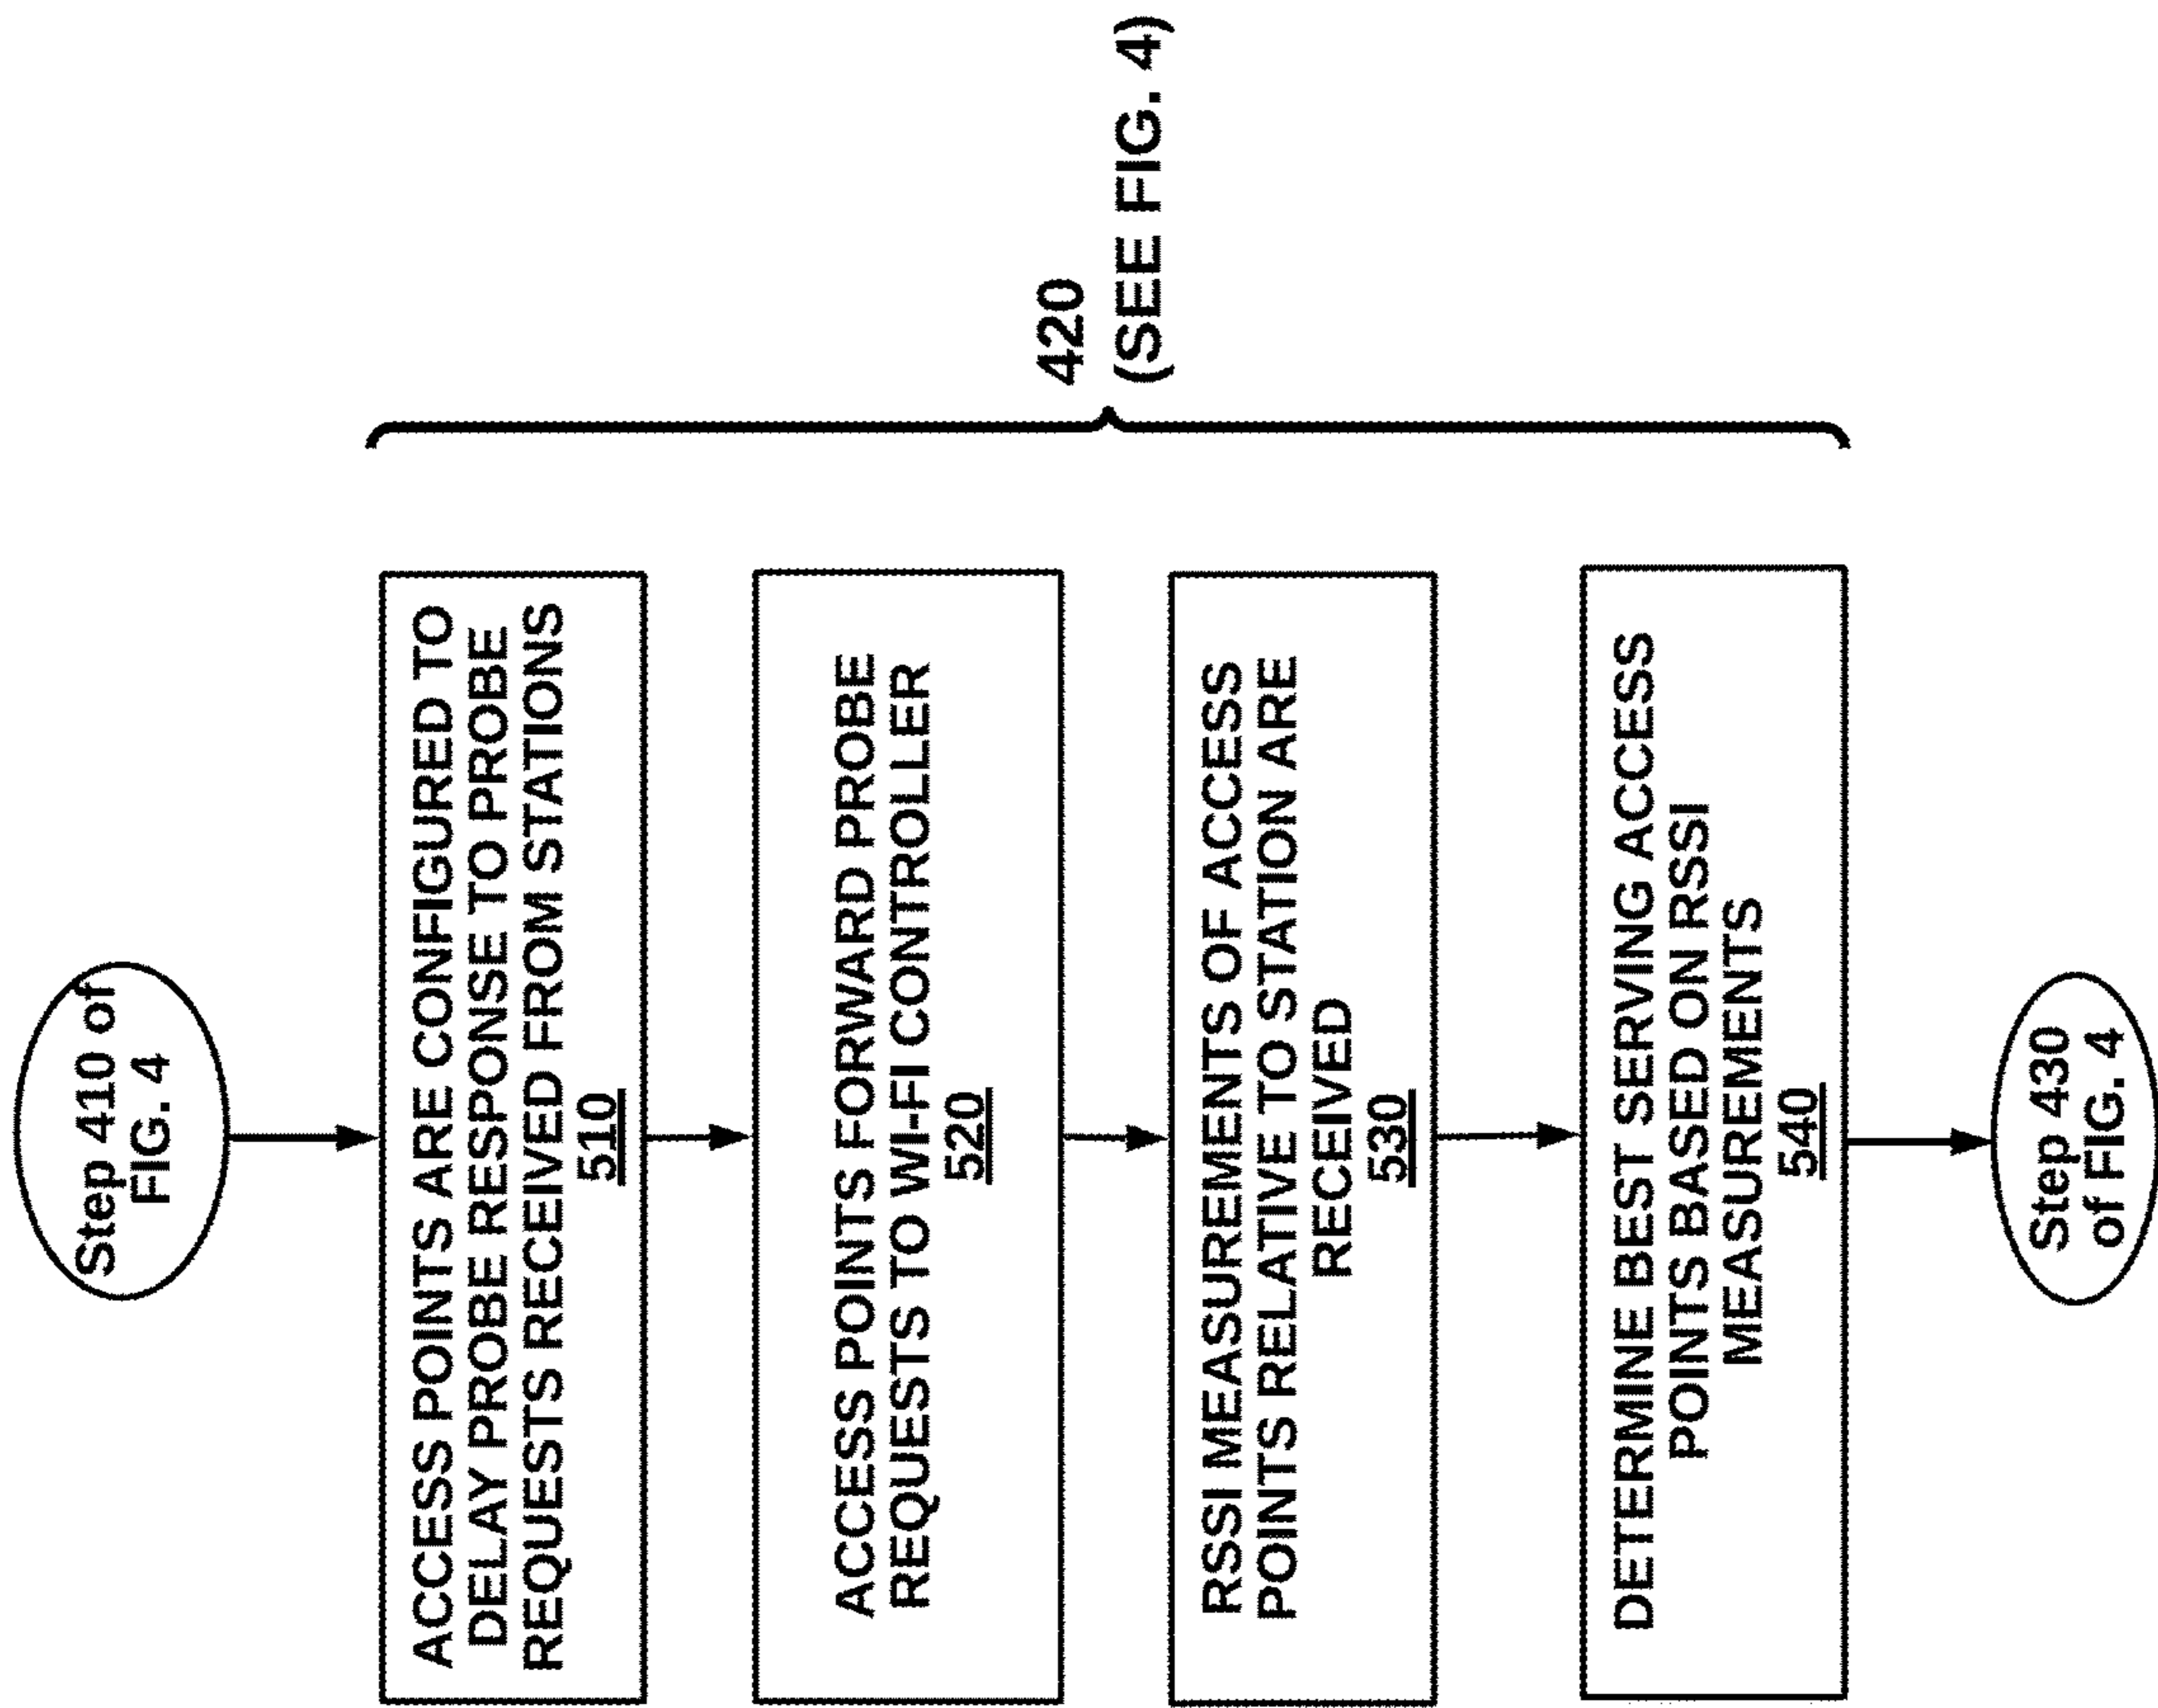 Step 410 of
FIG. 4
ACCESS POINTS ARE CONFIGURED TO
DELAY PROBE RESPONSE TO PROBE
REQUESTS RECEIVED FROM STATIONS
510
ACCESS POINTS FORWARD PROBE
REQUESTS TO WI-FI CONTROLLER
520
RSSI MEASUREMENTS OF ACCESS
POINTS RELATIVE TO STATION ARE
RECEIVED
530
DETERMINE BEST SERVING ACCESS
POINTS BASED ON RSSI
MEASUREMENTS
540
Step 430
of FIG. 4
420
(SEE FIG. 4)